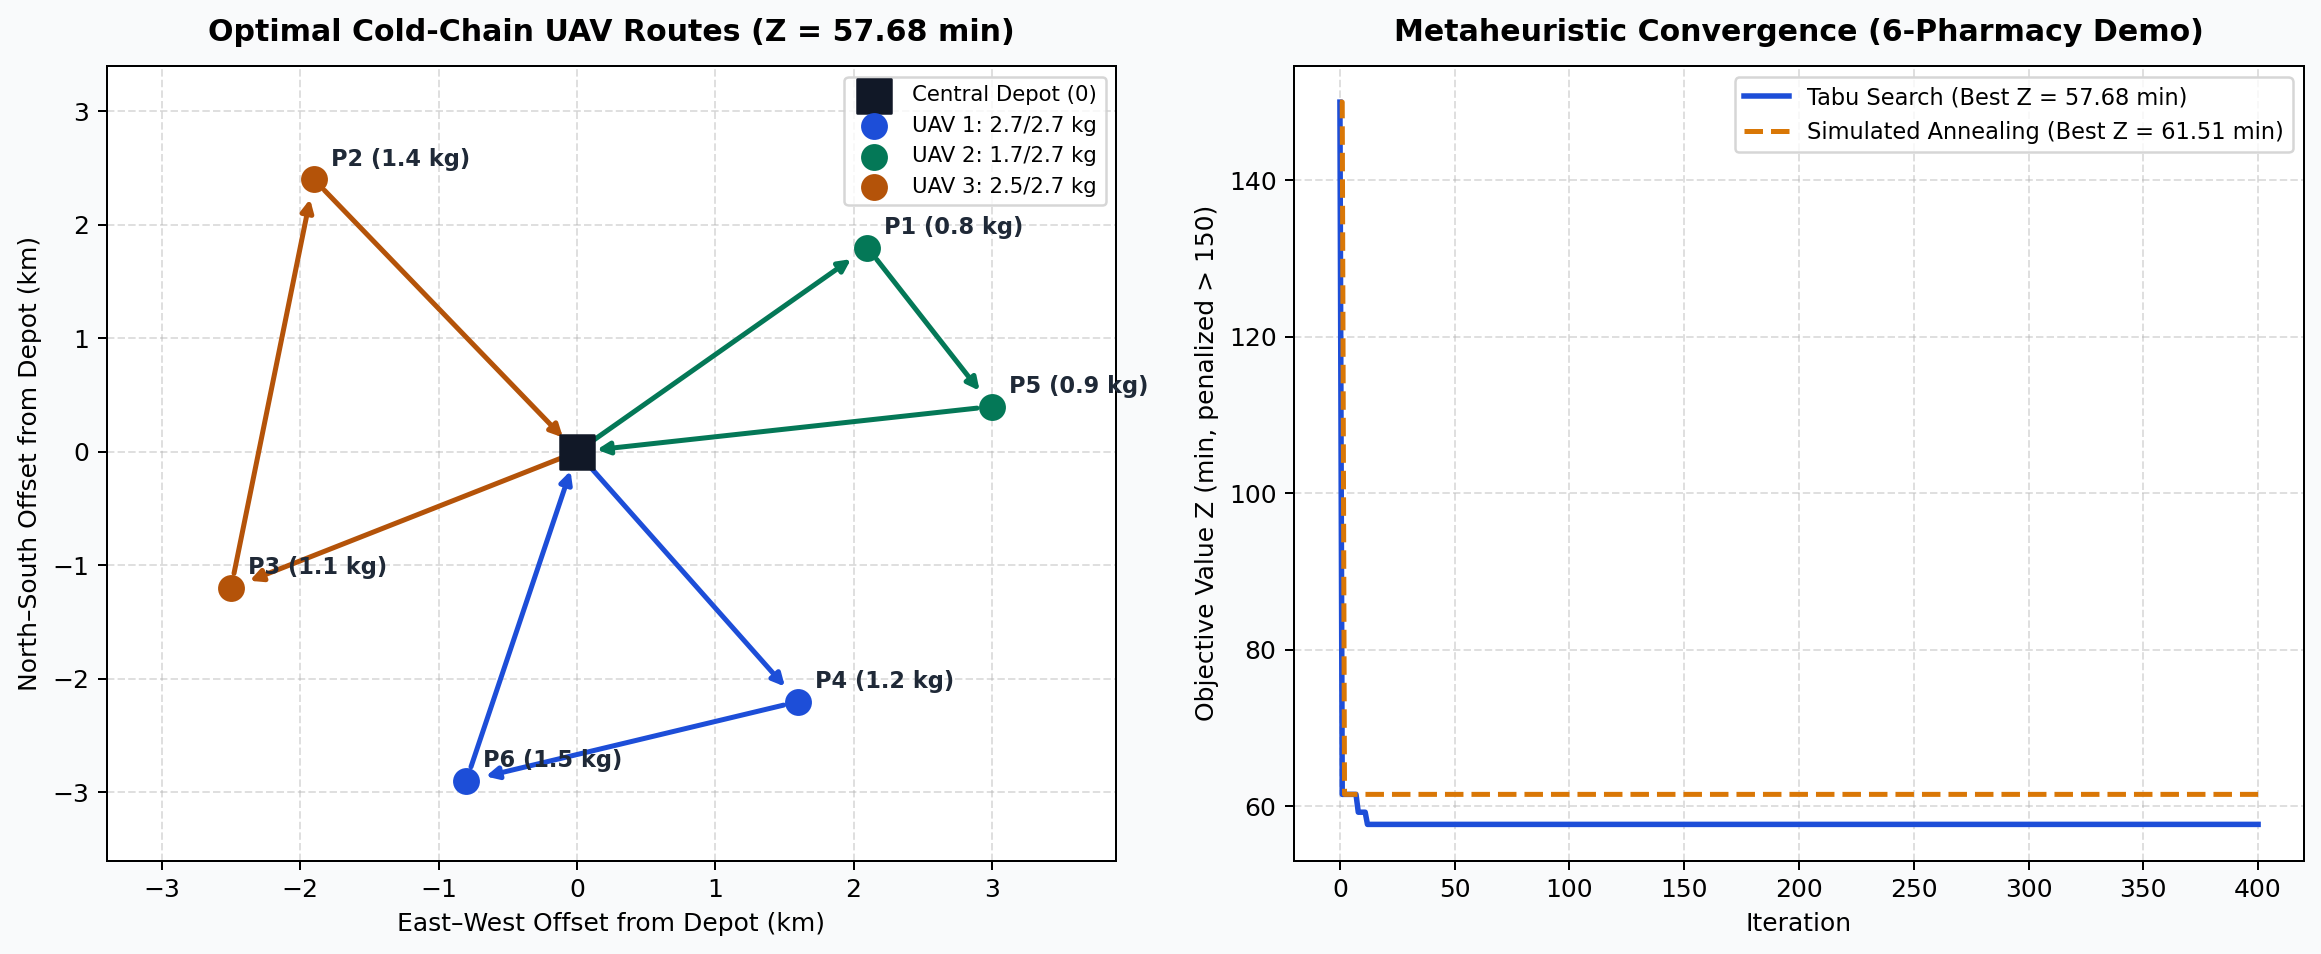 Optimal Cold-Chain UAV Routes (Z = 57.68 min)
Central Depot (0)
UAV 1: 2.7/2.7 kg
UAV 2: 1.7/2.7 kg
UAV 3: 2.5/2.7 kg
P2 (1.4 kg)
P1 (0.8 kg)
P5 (0.9 kg)
P3 (1.1 kg)
P4 (1.2 kg)
P6 (1.5 kg)
3
2
1
0
−1
−2
−3
North–South Offset from Depot (km)
−3 −2 −1 0 1 2 3
East–West Offset from Depot (km)
Metaheuristic Convergence (6-Pharmacy Demo)
Tabu Search (Best Z = 57.68 min)
Simulated Annealing (Best Z = 61.51 min)
140
120
100
80
60
Objective Value Z (min, penalized > 150)
0 50 100 150 200 250 300 350 400
Iteration